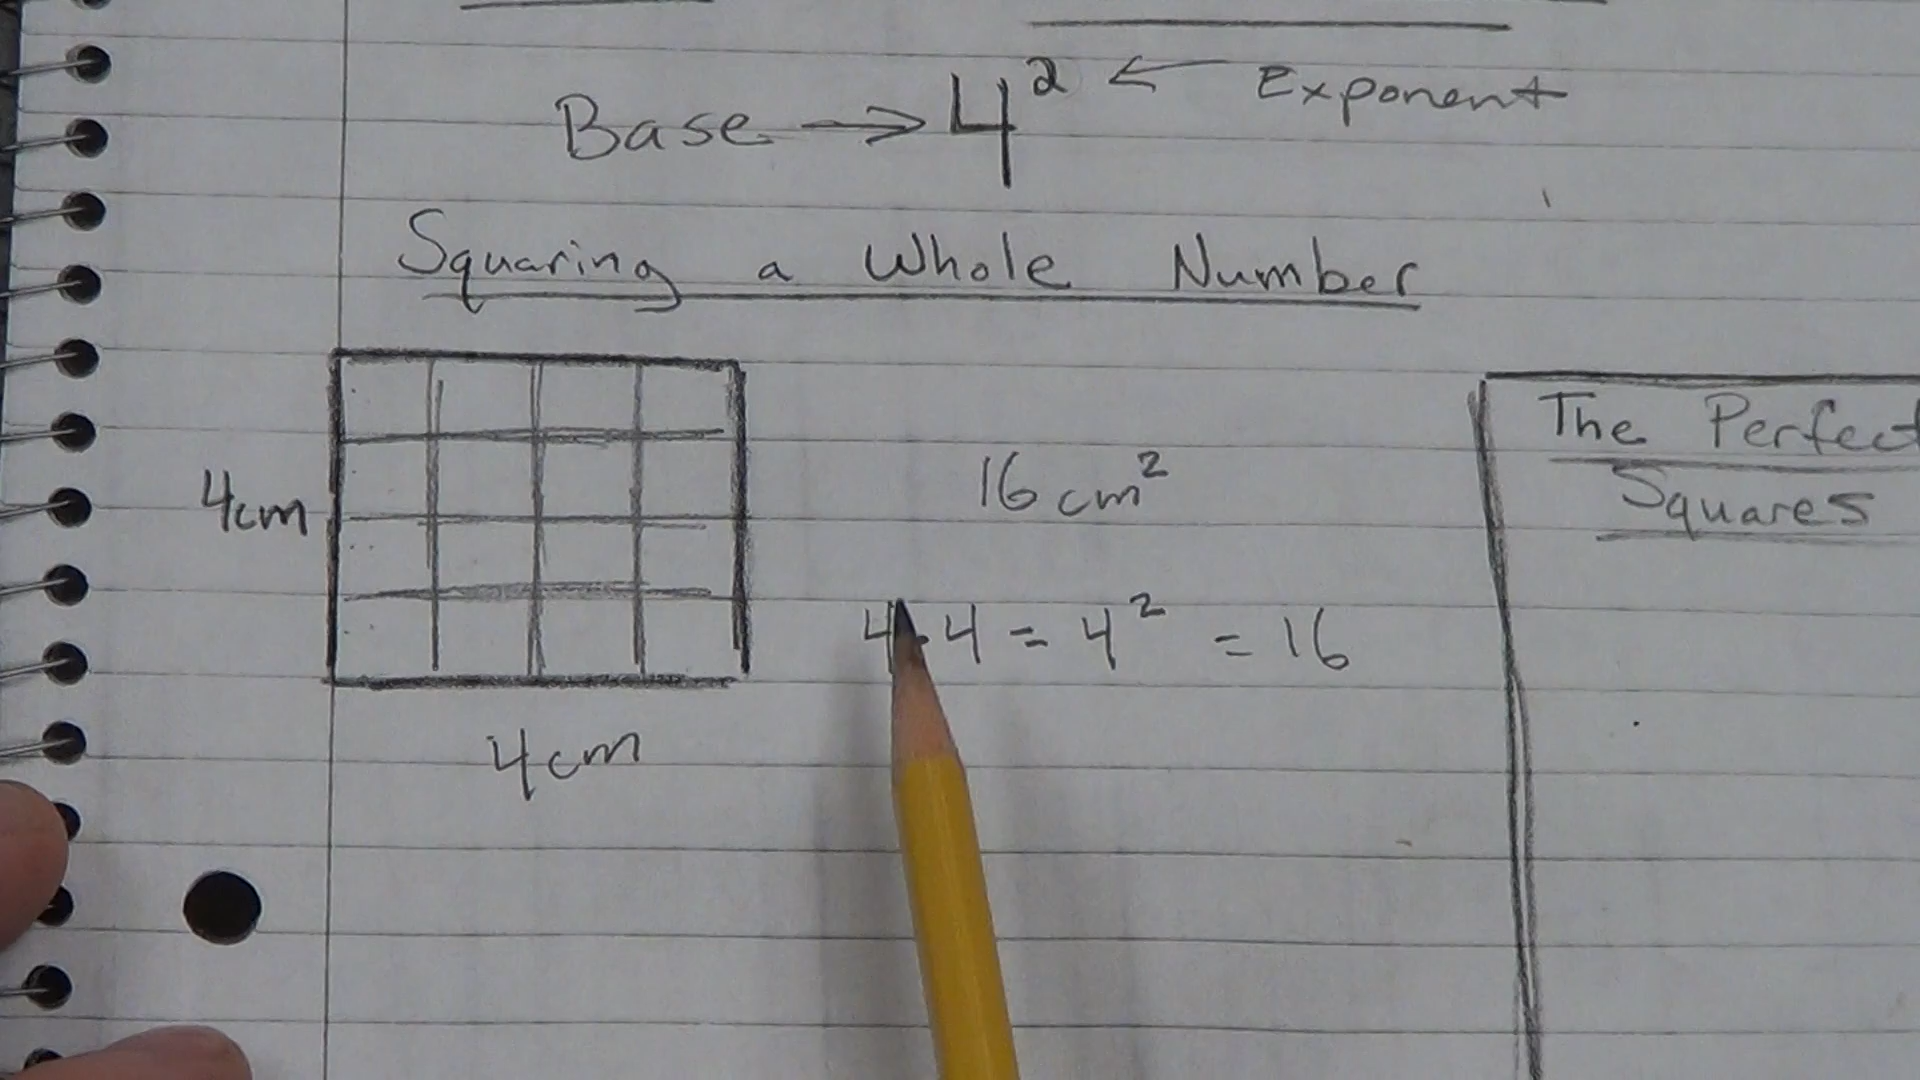 Base → 4² ← Exponent
Squaring a Whole Number
4cm
4cm
16 cm²
4·4 = 4² = 16
The Perfect
Squares